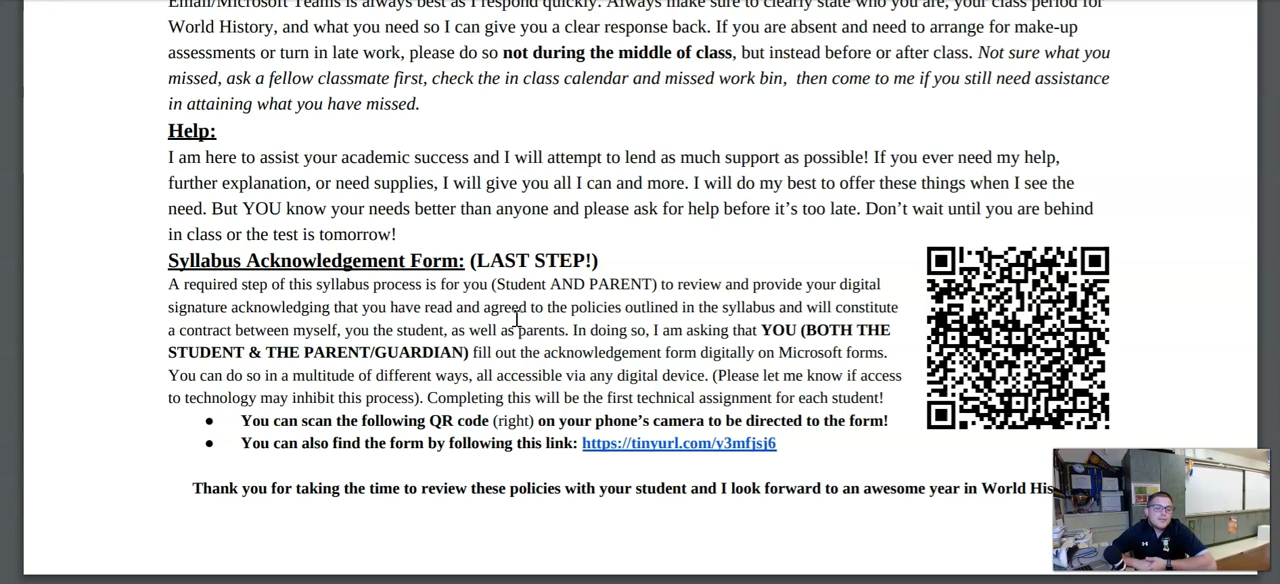 Email/Microsoft Teams is always best as I respond quickly. Always make sure to clearly state who you are, your class period for
World History, and what you need so I can give you a clear response back. If you are absent and need to arrange for make-up
assessments or turn in late work, please do so not during the middle of class, but instead before or after class. Not sure what you
missed, ask a fellow classmate first, check the in class calendar and missed work bin, then come to me if you still need assistance
in attaining what you have missed.
Help:
I am here to assist your academic success and I will attempt to lend as much support as possible! If you ever need my help,
further explanation, or need supplies, I will give you all I can and more. I will do my best to offer these things when I see the
need. But YOU know your needs better than anyone and please ask for help before it’s too late. Don’t wait until you are behind
in class or the test is tomorrow!
Syllabus Acknowledgement Form: (LAST STEP!)
A required step of this syllabus process is for you (Student AND PARENT) to review and provide your digital
signature acknowledging that you have read and agreed to the policies outlined in the syllabus and will constitute
a contract between myself, you the student, as well as parents. In doing so, I am asking that YOU (BOTH THE
STUDENT & THE PARENT/GUARDIAN) fill out the acknowledgement form digitally on Microsoft forms.
You can do so in a multitude of different ways, all accessible via any digital device. (Please let me know if access
to technology may inhibit this process). Completing this will be the first technical assignment for each student!
● You can scan the following QR code (right) on your phone’s camera to be directed to the form!
● You can also find the form by following this link: https://tinyurl.com/y3mfjsj6
Thank you for taking the time to review these policies with your student and I look forward to an awesome year in World His